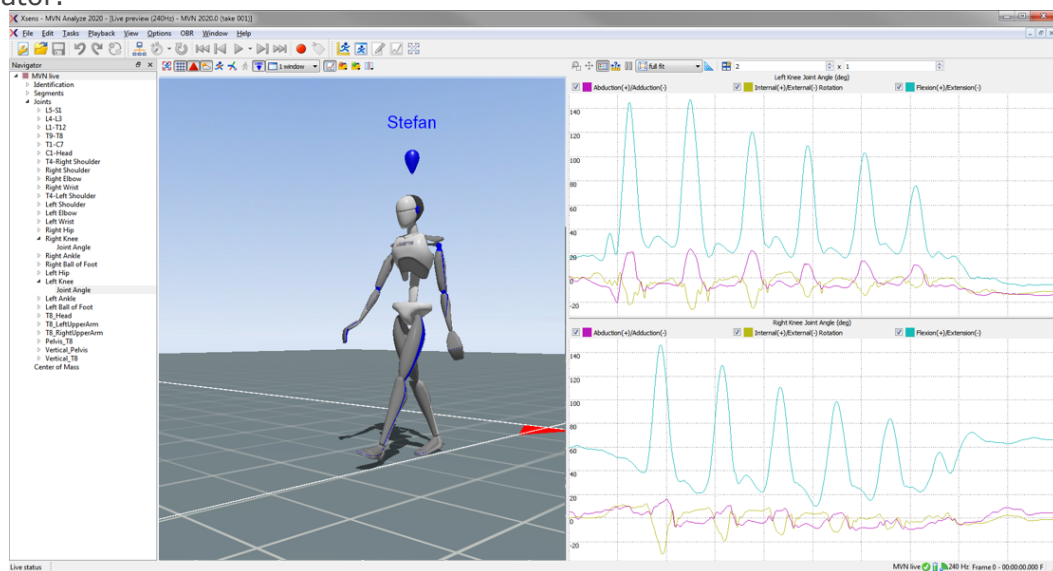 ator.
Xsens - MVN Analyze 2020 - [Live preview (240Hz) - MVN 2020.0 (take 001)]
File Edit Tasks Playback View Options OBR Window Help
Navigator
1 window
full fit
2 x 1
MVN live
Identification
Segments
Joints
L5-S1
L4-L3
L1-T12
T9-T8
T1-C7
C1-Head
T4-Right Shoulder
Right Shoulder
Right Elbow
Right Wrist
T4-Left Shoulder
Left Shoulder
Left Elbow
Left Wrist
Right Hip
Right Knee
Joint Angle
Right Ankle
Right Ball of Foot
Left Hip
Left Knee
Joint Angle
Left Ankle
Left Ball of Foot
T8_Head
T8_LeftUpperArm
T8_RightUpperArm
Pelvis_T8
Vertical_Pelvis
Vertical_T8
Center of Mass
Stefan
Left Knee Joint Angle (deg)
Abduction(+)/Adduction(-) Internal(+)/External(-) Rotation Flexion(+)/Extension(-)
140
120
100
80
60
40
20
0
-20
Right Knee Joint Angle (deg)
Abduction(+)/Adduction(-) Internal(+)/External(-) Rotation Flexion(+)/Extension(-)
140
120
100
80
60
40
20
0
-20
Live status
MVN live 240 Hz Frame 0 - 00:00:00.000 F